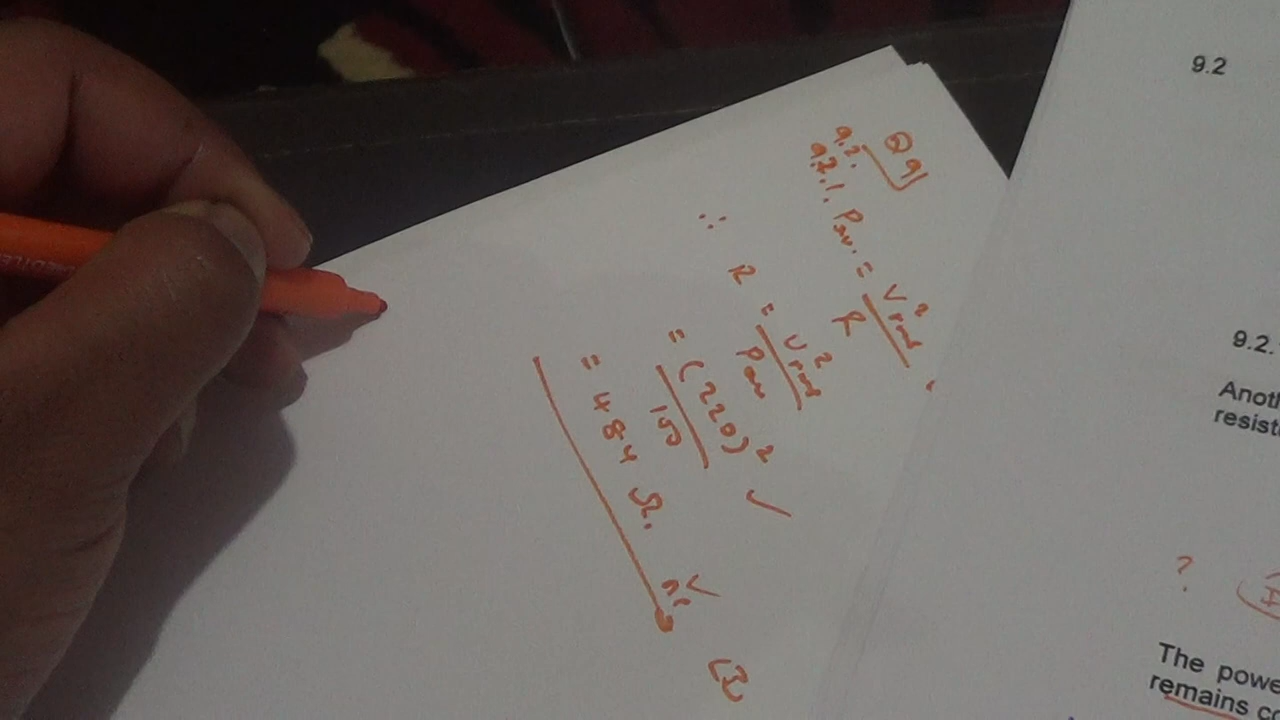 Q9
9.2.
9.2.1. Pav. = V²rms
R
∴ R = V²rms
Pav
= (220)²
100
= 484 Ω.
9.2
9.2.
Anoth
resist
?
The powe
remains co